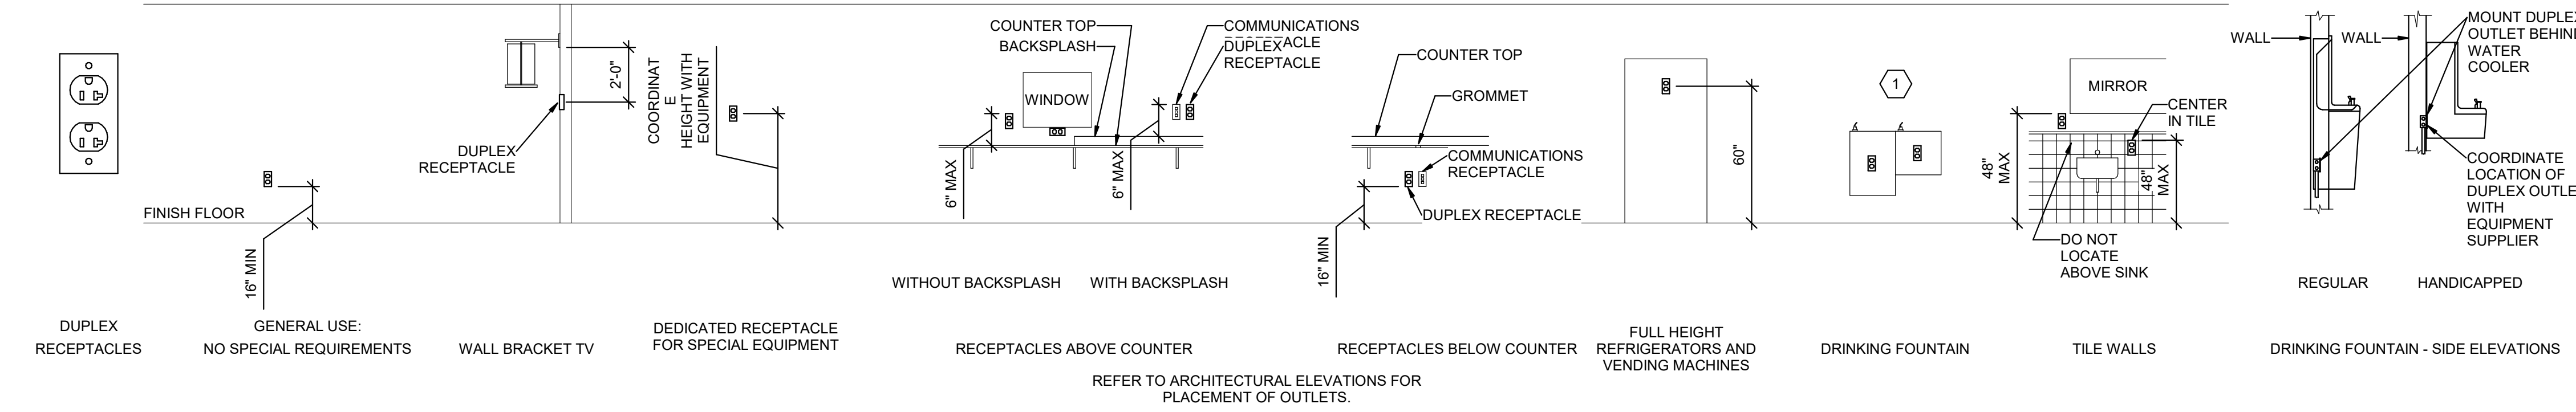 DUPLEX
RECEPTACLES
FINISH FLOOR
16" MIN
GENERAL USE:
NO SPECIAL REQUIREMENTS
2'-0"
DUPLEX
RECEPTACLE
WALL BRACKET TV
COORDINAT
E
HEIGHT WITH
EQUIPMENT
DEDICATED RECEPTACLE
FOR SPECIAL EQUIPMENT
COUNTER TOP
BACKSPLASH
WINDOW
COMMUNICATIONS
ACLE
DUPLEX
RECEPTACLE
6" MAX
6" MAX
WITHOUT BACKSPLASH
WITH BACKSPLASH
RECEPTACLES ABOVE COUNTER
REFER TO ARCHITECTURAL ELEVATIONS FOR
PLACEMENT OF OUTLETS.
COUNTER TOP
GROMMET
COMMUNICATIONS
RECEPTACLE
DUPLEX RECEPTACLE
16" MIN
RECEPTACLES BELOW COUNTER
60"
FULL HEIGHT
REFRIGERATORS AND
VENDING MACHINES
1
DRINKING FOUNTAIN
MIRROR
CENTER
IN TILE
48"
MAX
48"
MAX
DO NOT
LOCATE
ABOVE SINK
TILE WALLS
WALL
WALL
MOUNT DUPLEX
OUTLET BEHIN
WATER
COOLER
COORDINATE
LOCATION OF
DUPLEX OUTLE
WITH
EQUIPMENT
SUPPLIER
REGULAR
HANDICAPPED
DRINKING FOUNTAIN - SIDE ELEVATIONS